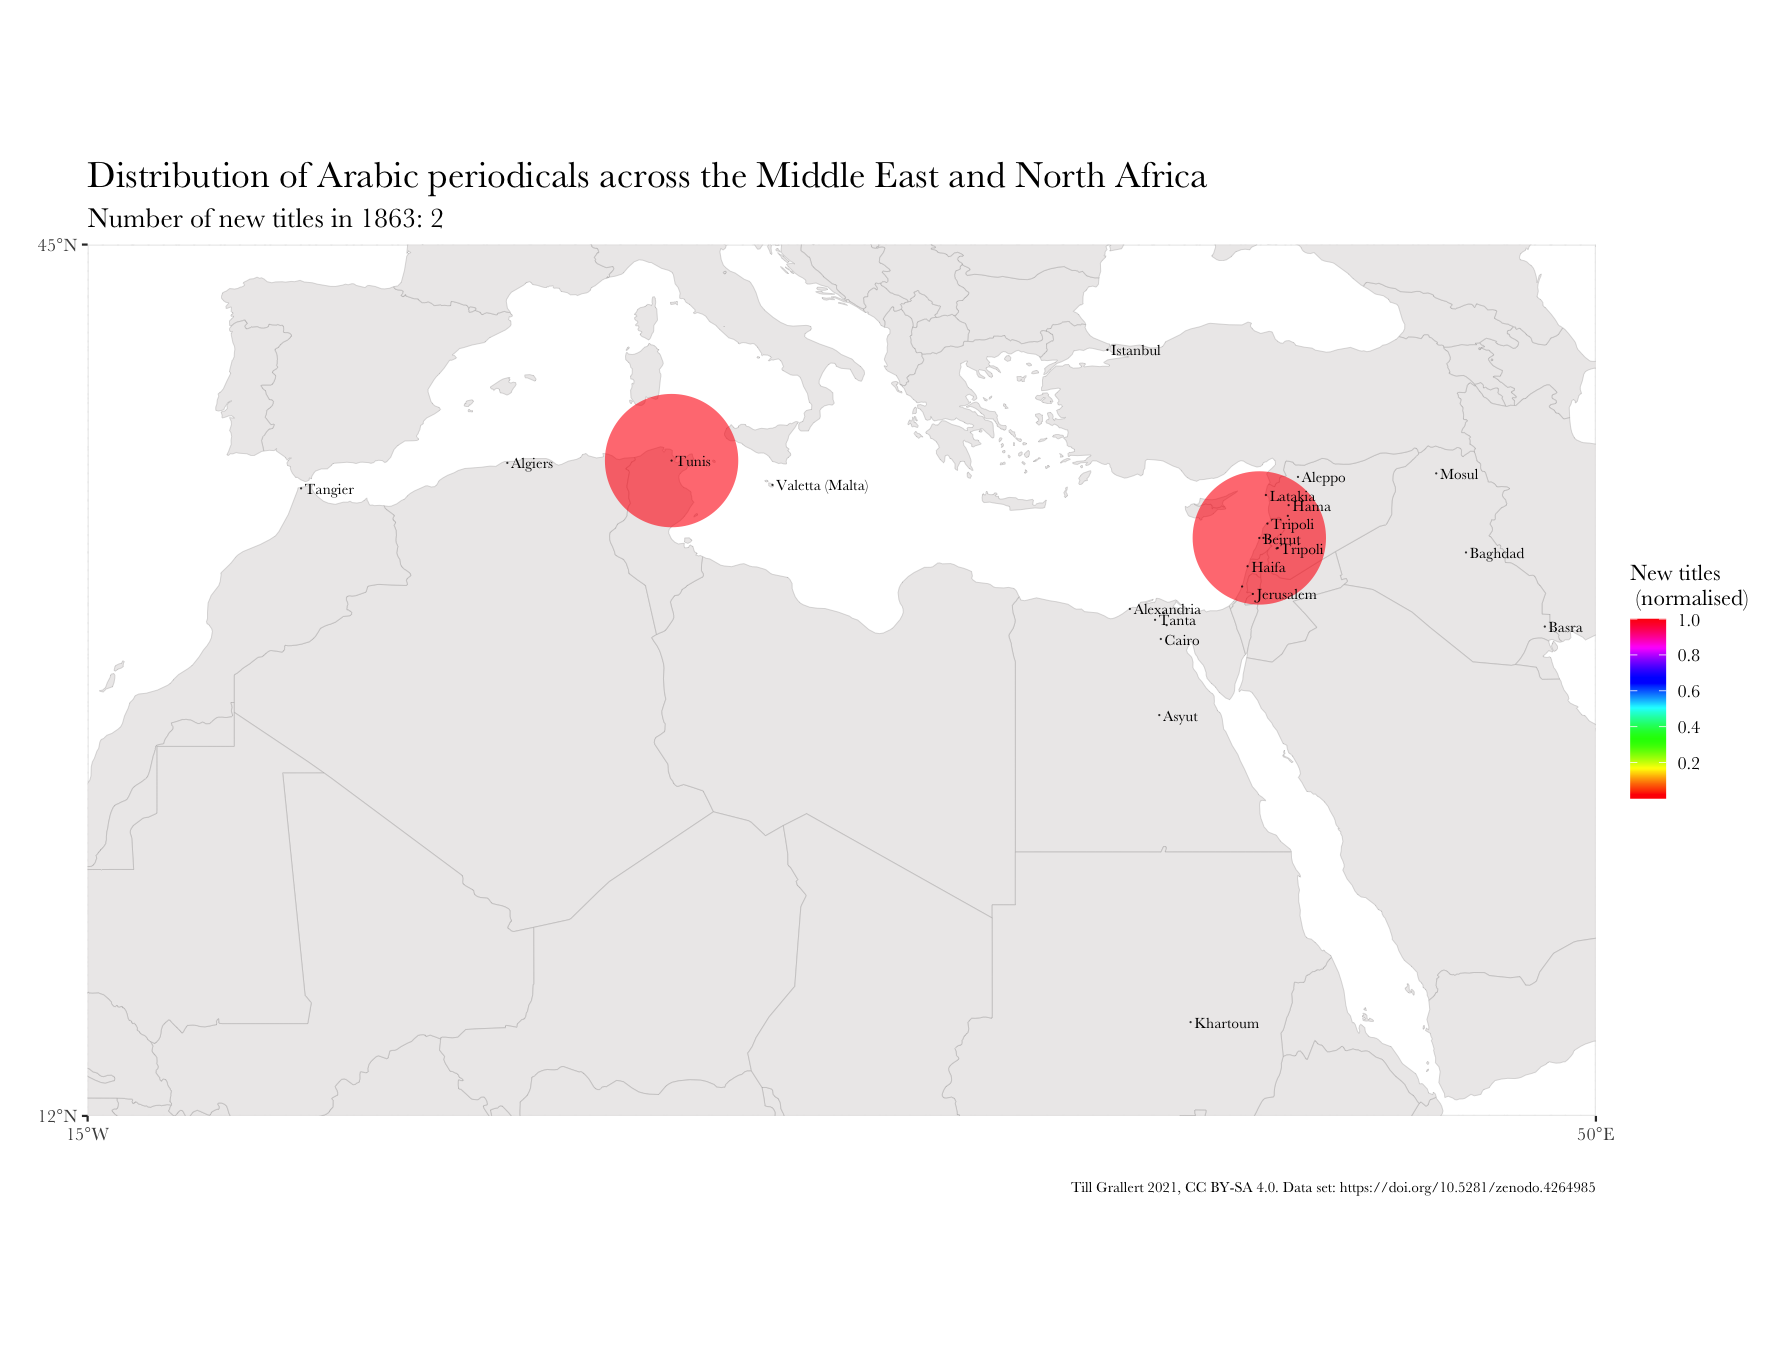 Distribution of Arabic periodicals across the Middle East and North Africa
Number of new titles in 1863: 2
45°N
Istanbul
Algiers
Tunis
Tangier
Valetta (Malta)
Aleppo
Mosul
Latakia
Hama
Tripoli
Beirut
Tripoli
Baghdad
Haifa
Jerusalem
Alexandria
Tanta
Cairo
Basra
Asyut
Khartoum
New titles
(normalised)
1.0
0.8
0.6
0.4
0.2
12°N
15°W
50°E
Till Grallert 2021, CC BY-SA 4.0. Data set: https://doi.org/10.5281/zenodo.4264985